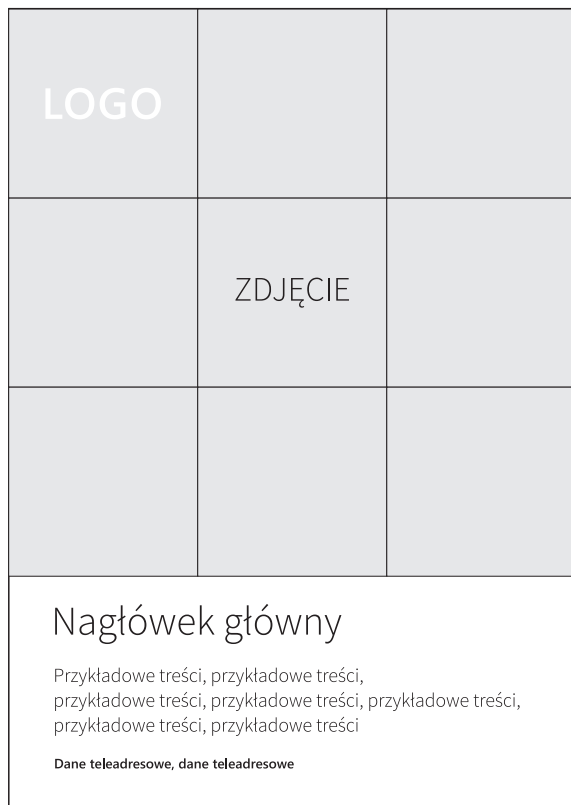 LOGO
ZDJĘCIE
Nagłówek główny
Przykładowe treści, przykładowe treści,
przykładowe treści, przykładowe treści, przykładowe treści,
przykładowe treści, przykładowe treści
Dane teleadresowe, dane teleadresowe